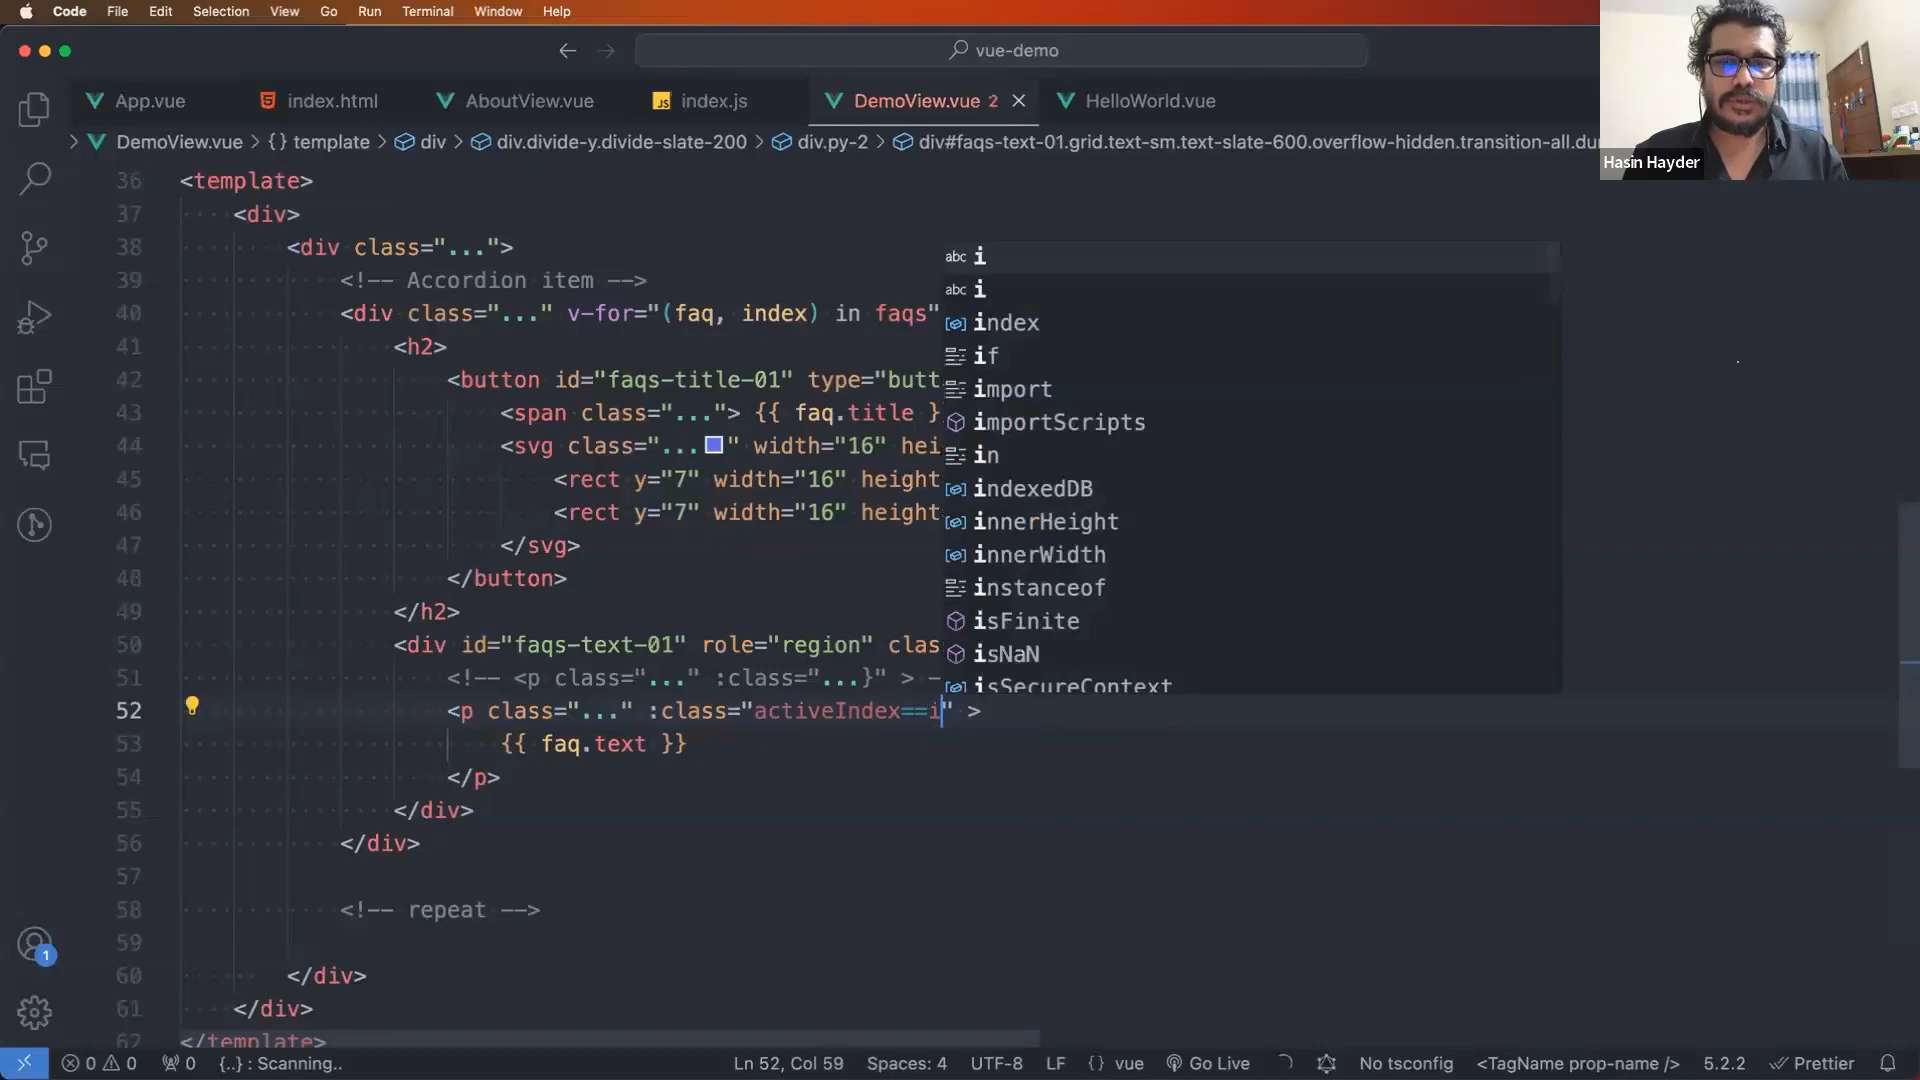 Code File Edit Selection View Go Run Terminal Window Help
vue-demo
App.vue index.html AboutView.vue JS index.js DemoView.vue 2 HelloWorld.vue
DemoView.vue > {} template > div > div.divide-y.divide-slate-200 > div.py-2 > div#faqs-text-01.grid.text-sm.text-slate-600.overflow-hidden.transition-all.du
Hasin Hayder
36 <template>
37 <div>
38 <div class="...">
39 <!-- Accordion item -->
40 <div class="..." v-for="(faq, index) in faqs"
41 <h2>
42 <button id="faqs-title-01" type="butt
43 <span class="..."> {{ faq.title }
44 <svg class="..." width="16" hei
45 <rect y="7" width="16" height
46 <rect y="7" width="16" height
47 </svg>
48 </button>
49 </h2>
50 <div id="faqs-text-01" role="region" clas
51 <!-- <p class="..." :class="...}" > -
52 <p class="..." :class="activeIndex==i" >
53 {{ faq.text }}
54 </p>
55 </div>
56 </div>
57
58 <!-- repeat -->
59
60 </div>
61 </div>
62 </template>
abc i
abc i
index
if
import
importScripts
in
indexedDB
innerHeight
innerWidth
instanceof
isFinite
isNaN
isSecureContext
1
0 0 0 {..} : Scanning.. Ln 52, Col 59 Spaces: 4 UTF-8 LF {} vue Go Live No tsconfig <TagName prop-name /> 5.2.2 Prettier